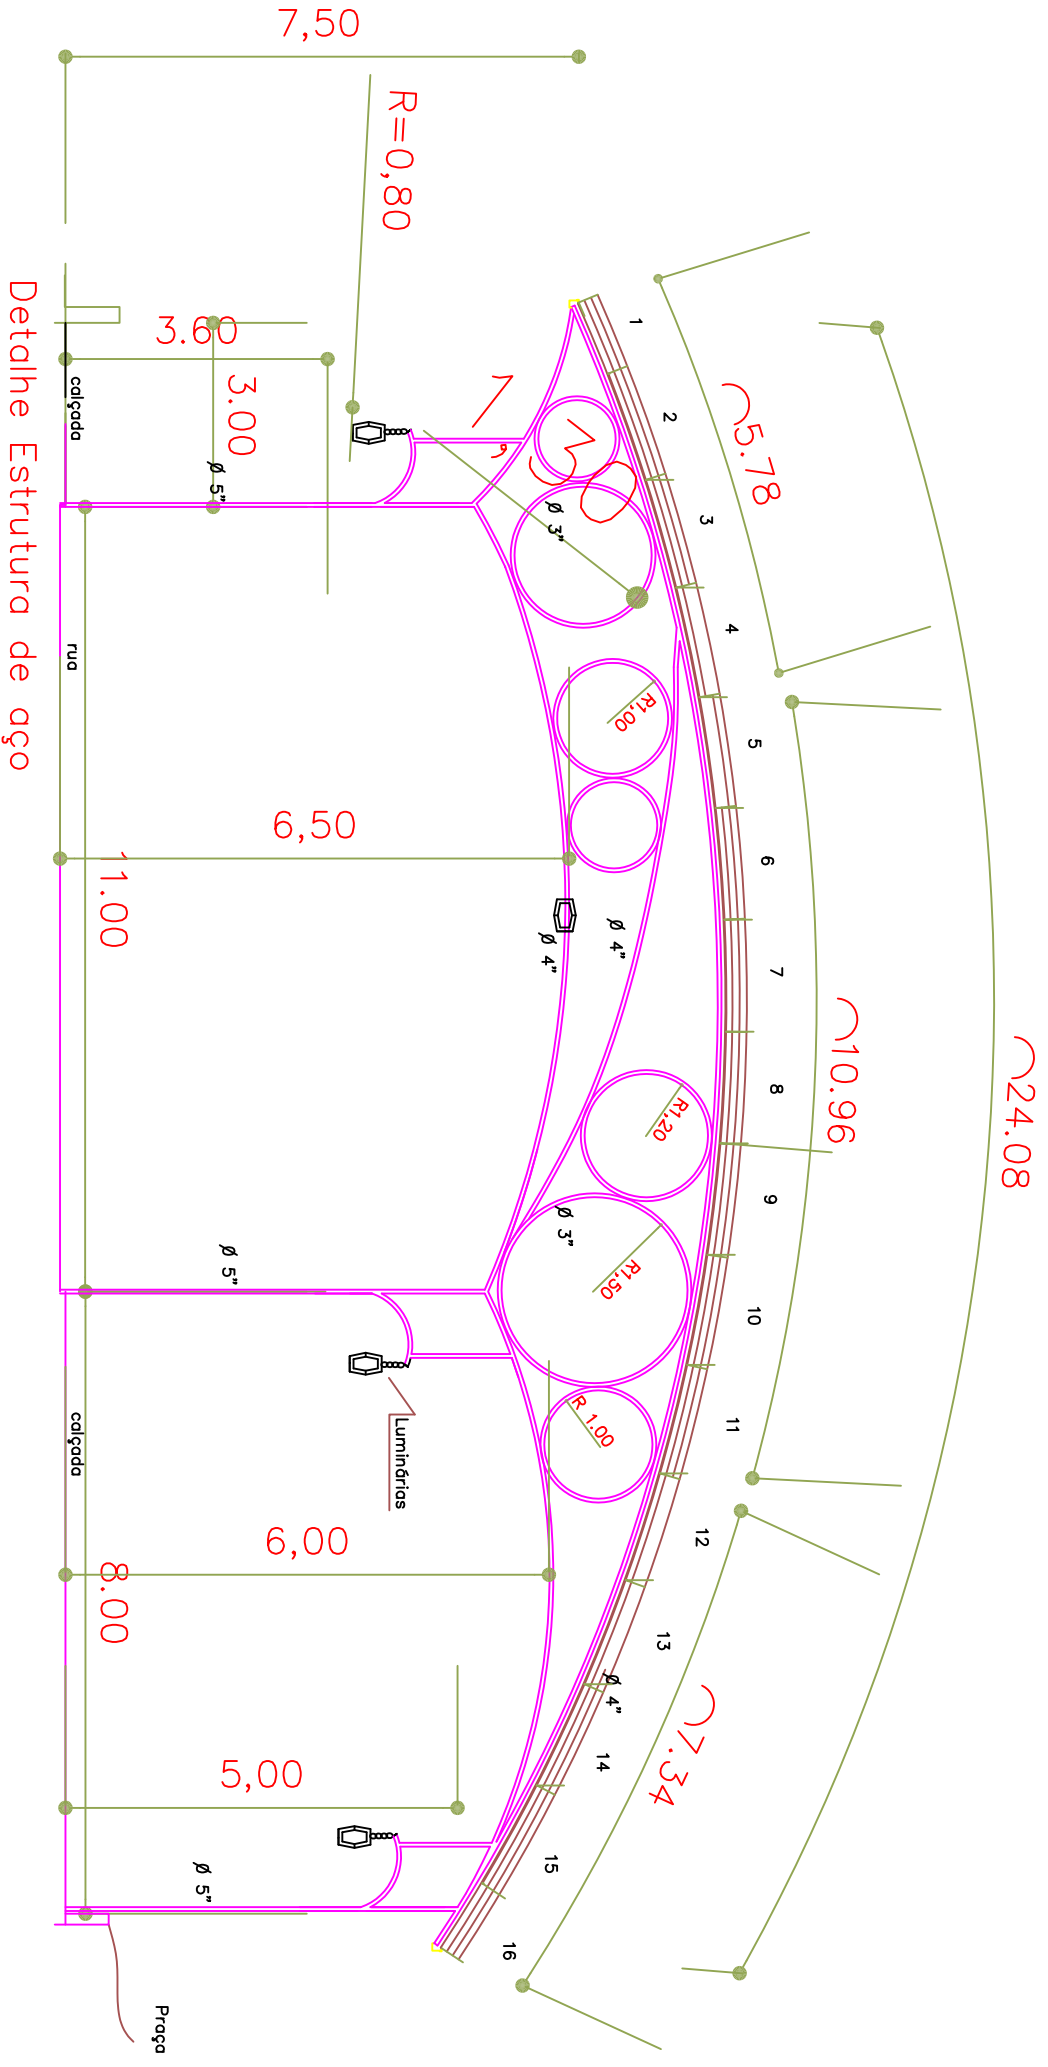 24.08
10.96
5.78
7.34
1
2
3
4
5
6
7
8
9
10
11
12
13
14
15
16
7,50
R=0,80
1,30
Ø 3"
R1,00
R1,20
R1,50
R 1.00
Ø 3"
Ø 4"
Ø 4"
Ø 4"
Luminárias
3.60
3.00
6,50
6,00
5,00
Ø 5"
Ø 5"
Ø 5"
11.00
8.00
calçada
rua
calçada
Praça
Detalhe Estrutura de aço